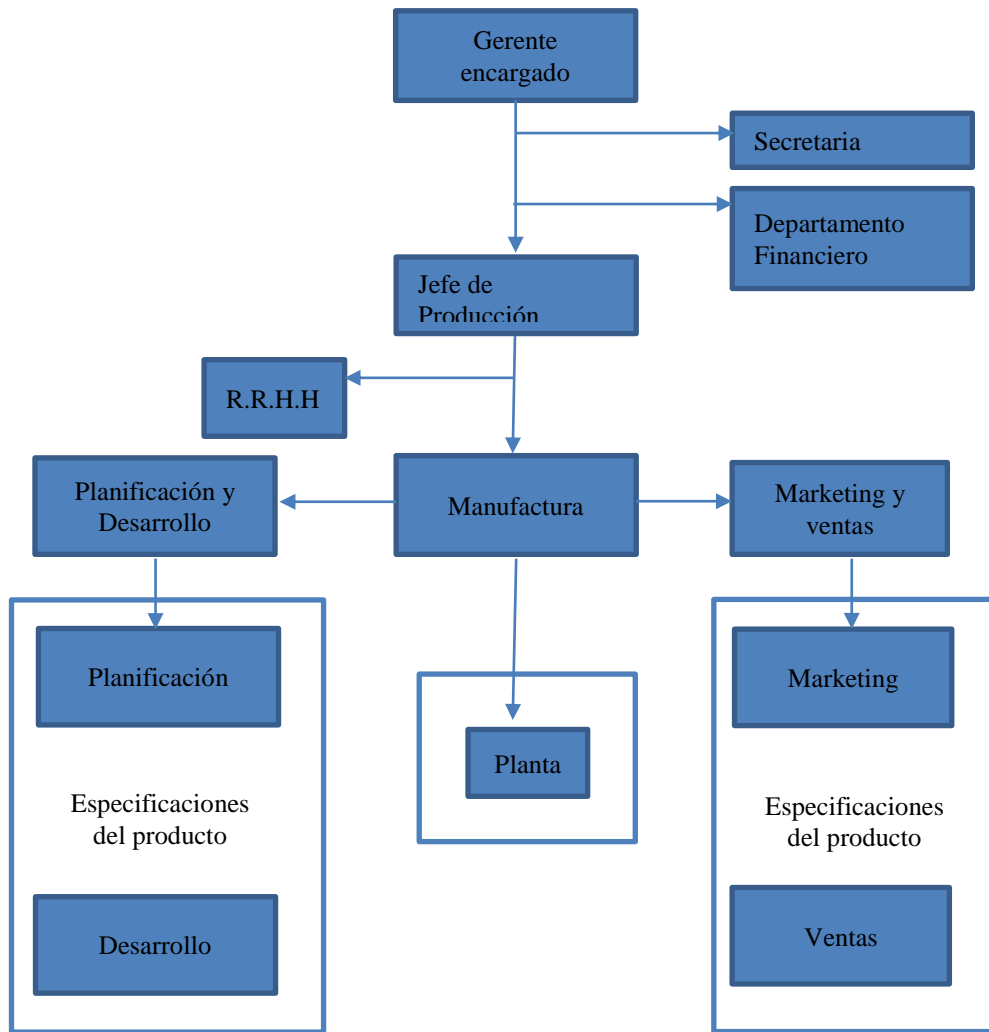 Gerente
encargado
Secretaria
Departamento
Financiero
Jefe de
Producción
R.R.H.H
Planificación y
Desarrollo
Manufactura
Marketing y
ventas
Planificación
Marketing
Planta
Especificaciones
del producto
Especificaciones
del producto
Desarrollo
Ventas